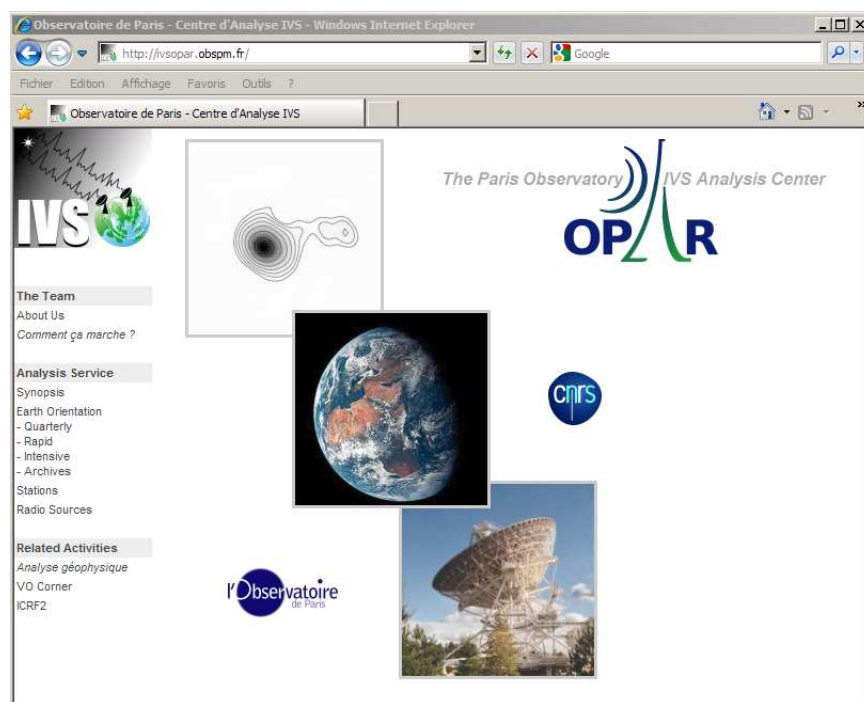 Observatoire de Paris - Centre d'Analyse IVS - Windows Internet Explorer
http://ivsopar.obspm.fr/
Google
Fichier Edition Affichage Favoris Outils ?
Observatoire de Paris - Centre d'Analyse IVS
IVS
The Paris Observatory IVS Analysis Center
OPAR
The Team
About Us
Comment ça marche ?
Analysis Service
Synopsis
Earth Orientation
- Quarterly
- Rapid
- Intensive
- Archives
Stations
Radio Sources
cnrs
Related Activities
Analyse géophysique
VO Corner
ICRF2
l'Observatoire
de Paris